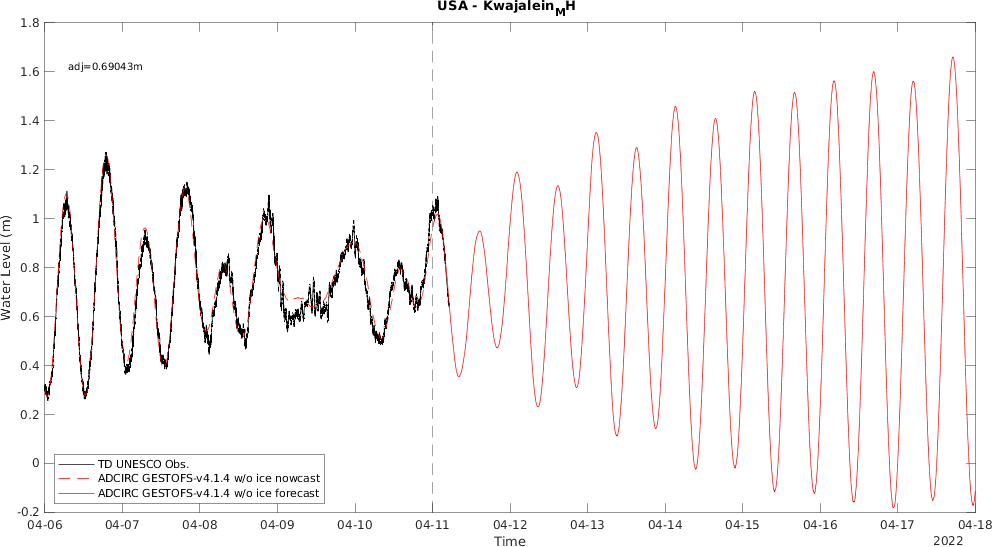 USA - Kwajalein_MH
adj=0.69043m
1.8
1.6
1.4
1.2
1
0.8
0.6
0.4
0.2
0
-0.2
Water Level (m)
TD UNESCO Obs.
ADCIRC GESTOFS-v4.1.4 w/o ice nowcast
ADCIRC GESTOFS-v4.1.4 w/o ice forecast
04-06 04-07 04-08 04-09 04-10 04-11 04-12 04-13 04-14 04-15 04-16 04-17 04-18
Time
2022